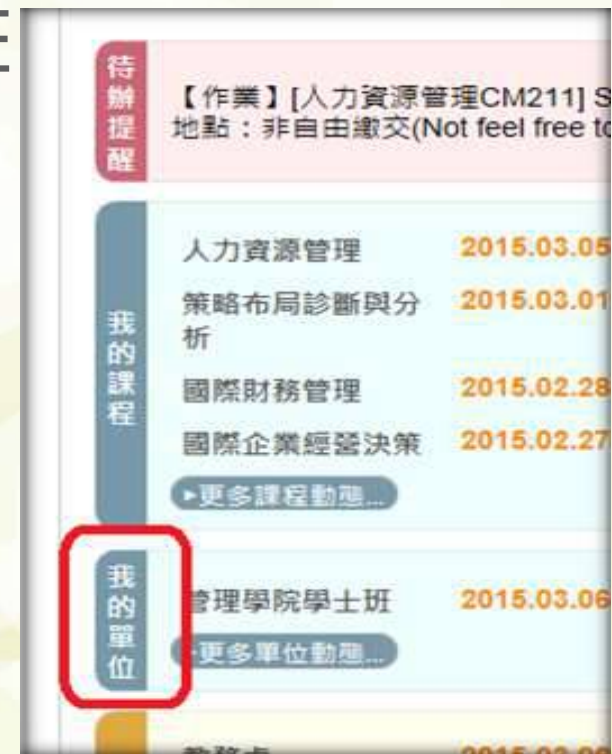 待辦提醒
【作業】[人力資源管理CM211] S
地點：非自由繳交(Not feel free to
我的課程
人力資源管理 2015.03.05
策略布局診斷與分析 2015.03.01
國際財務管理 2015.02.28
國際企業經營決策 2015.02.27
▸更多課程動態...
我的單位
管理學院學士班 2015.03.06
更多單位動態...